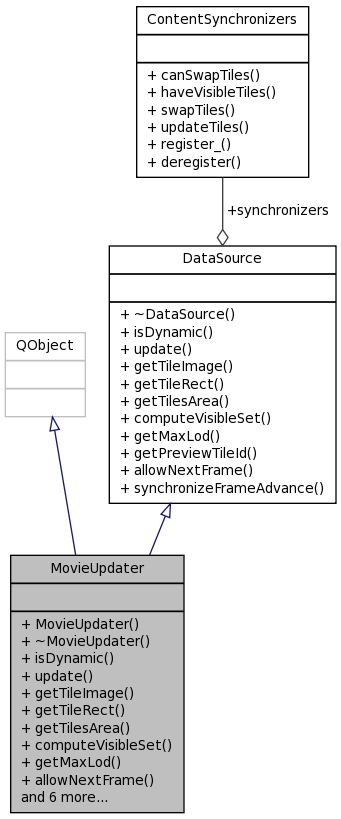 ContentSynchronizers
+ canSwapTiles()
+ haveVisibleTiles()
+ swapTiles()
+ updateTiles()
+ register_()
+ deregister()
+synchronizers
DataSource
+ ~DataSource()
+ isDynamic()
+ update()
+ getTileImage()
+ getTileRect()
+ getTilesArea()
+ computeVisibleSet()
+ getMaxLod()
+ getPreviewTileId()
+ allowNextFrame()
+ synchronizeFrameAdvance()
QObject
MovieUpdater
+ MovieUpdater()
+ ~MovieUpdater()
+ isDynamic()
+ update()
+ getTileImage()
+ getTileRect()
+ getTilesArea()
+ computeVisibleSet()
+ getMaxLod()
+ allowNextFrame()
and 6 more...